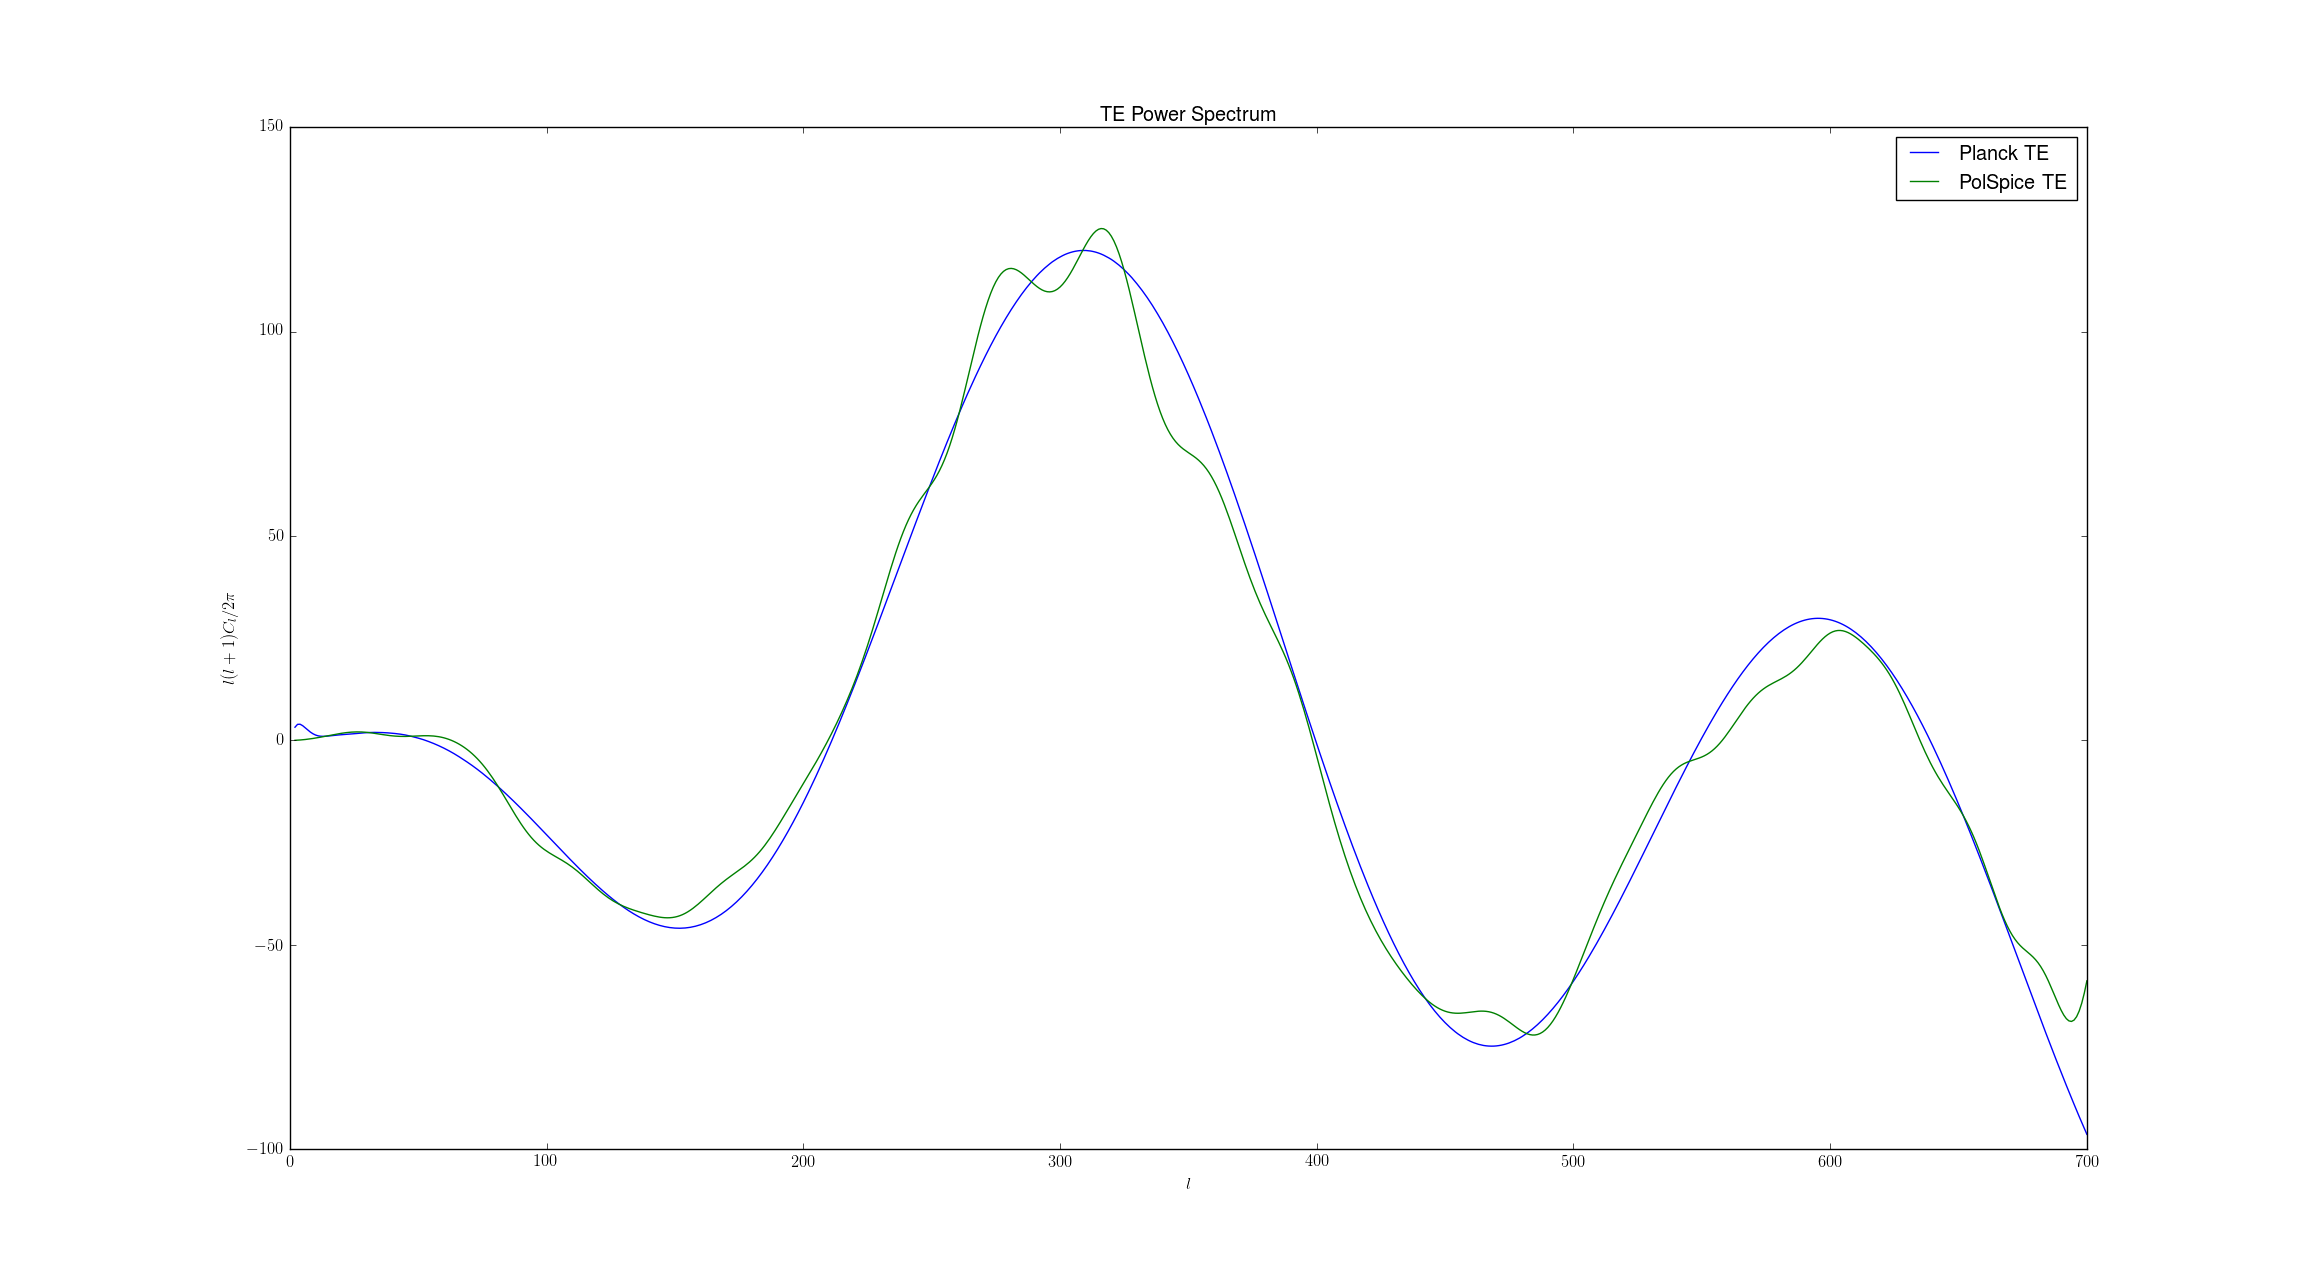 TE Power Spectrum
150
100
50
0
−50
−100
l(l + 1)C_l/2π
Planck TE
PolSpice TE
0 100 200 300 400 500 600 700
l